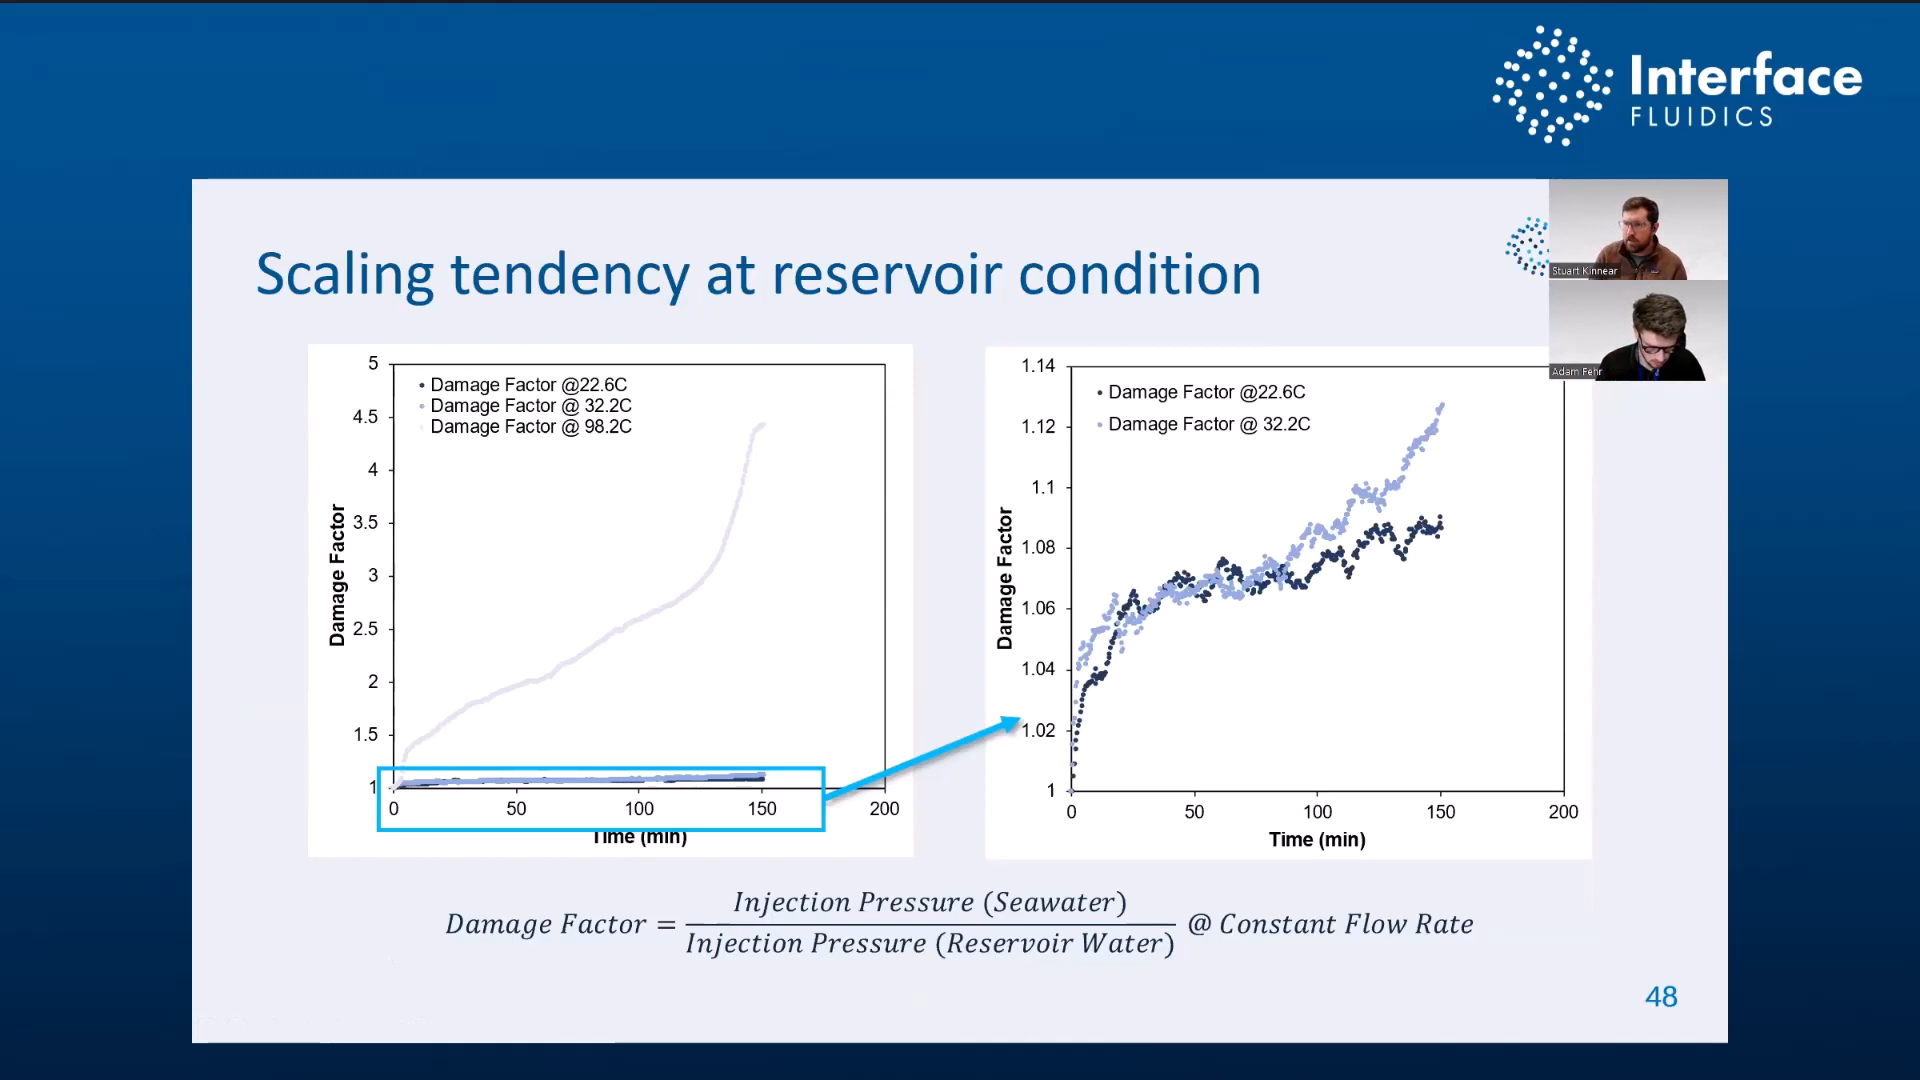 Interface
FLUIDICS
Scaling tendency at reservoir condition
Stuart Kinnear
Adam Fehr
5
4.5
4
3.5
3
2.5
2
1.5
1
Damage Factor
Damage Factor @22.6C
Damage Factor @ 32.2C
Damage Factor @ 98.2C
0
50
100
150
200
Time (min)
1.14
1.12
1.1
1.08
1.06
1.04
1.02
1
Damage Factor
Damage Factor @22.6C
Damage Factor @ 32.2C
0
50
100
150
200
Time (min)
Damage Factor = Injection Pressure (Seawater) / Injection Pressure (Reservoir Water) @ Constant Flow Rate
48